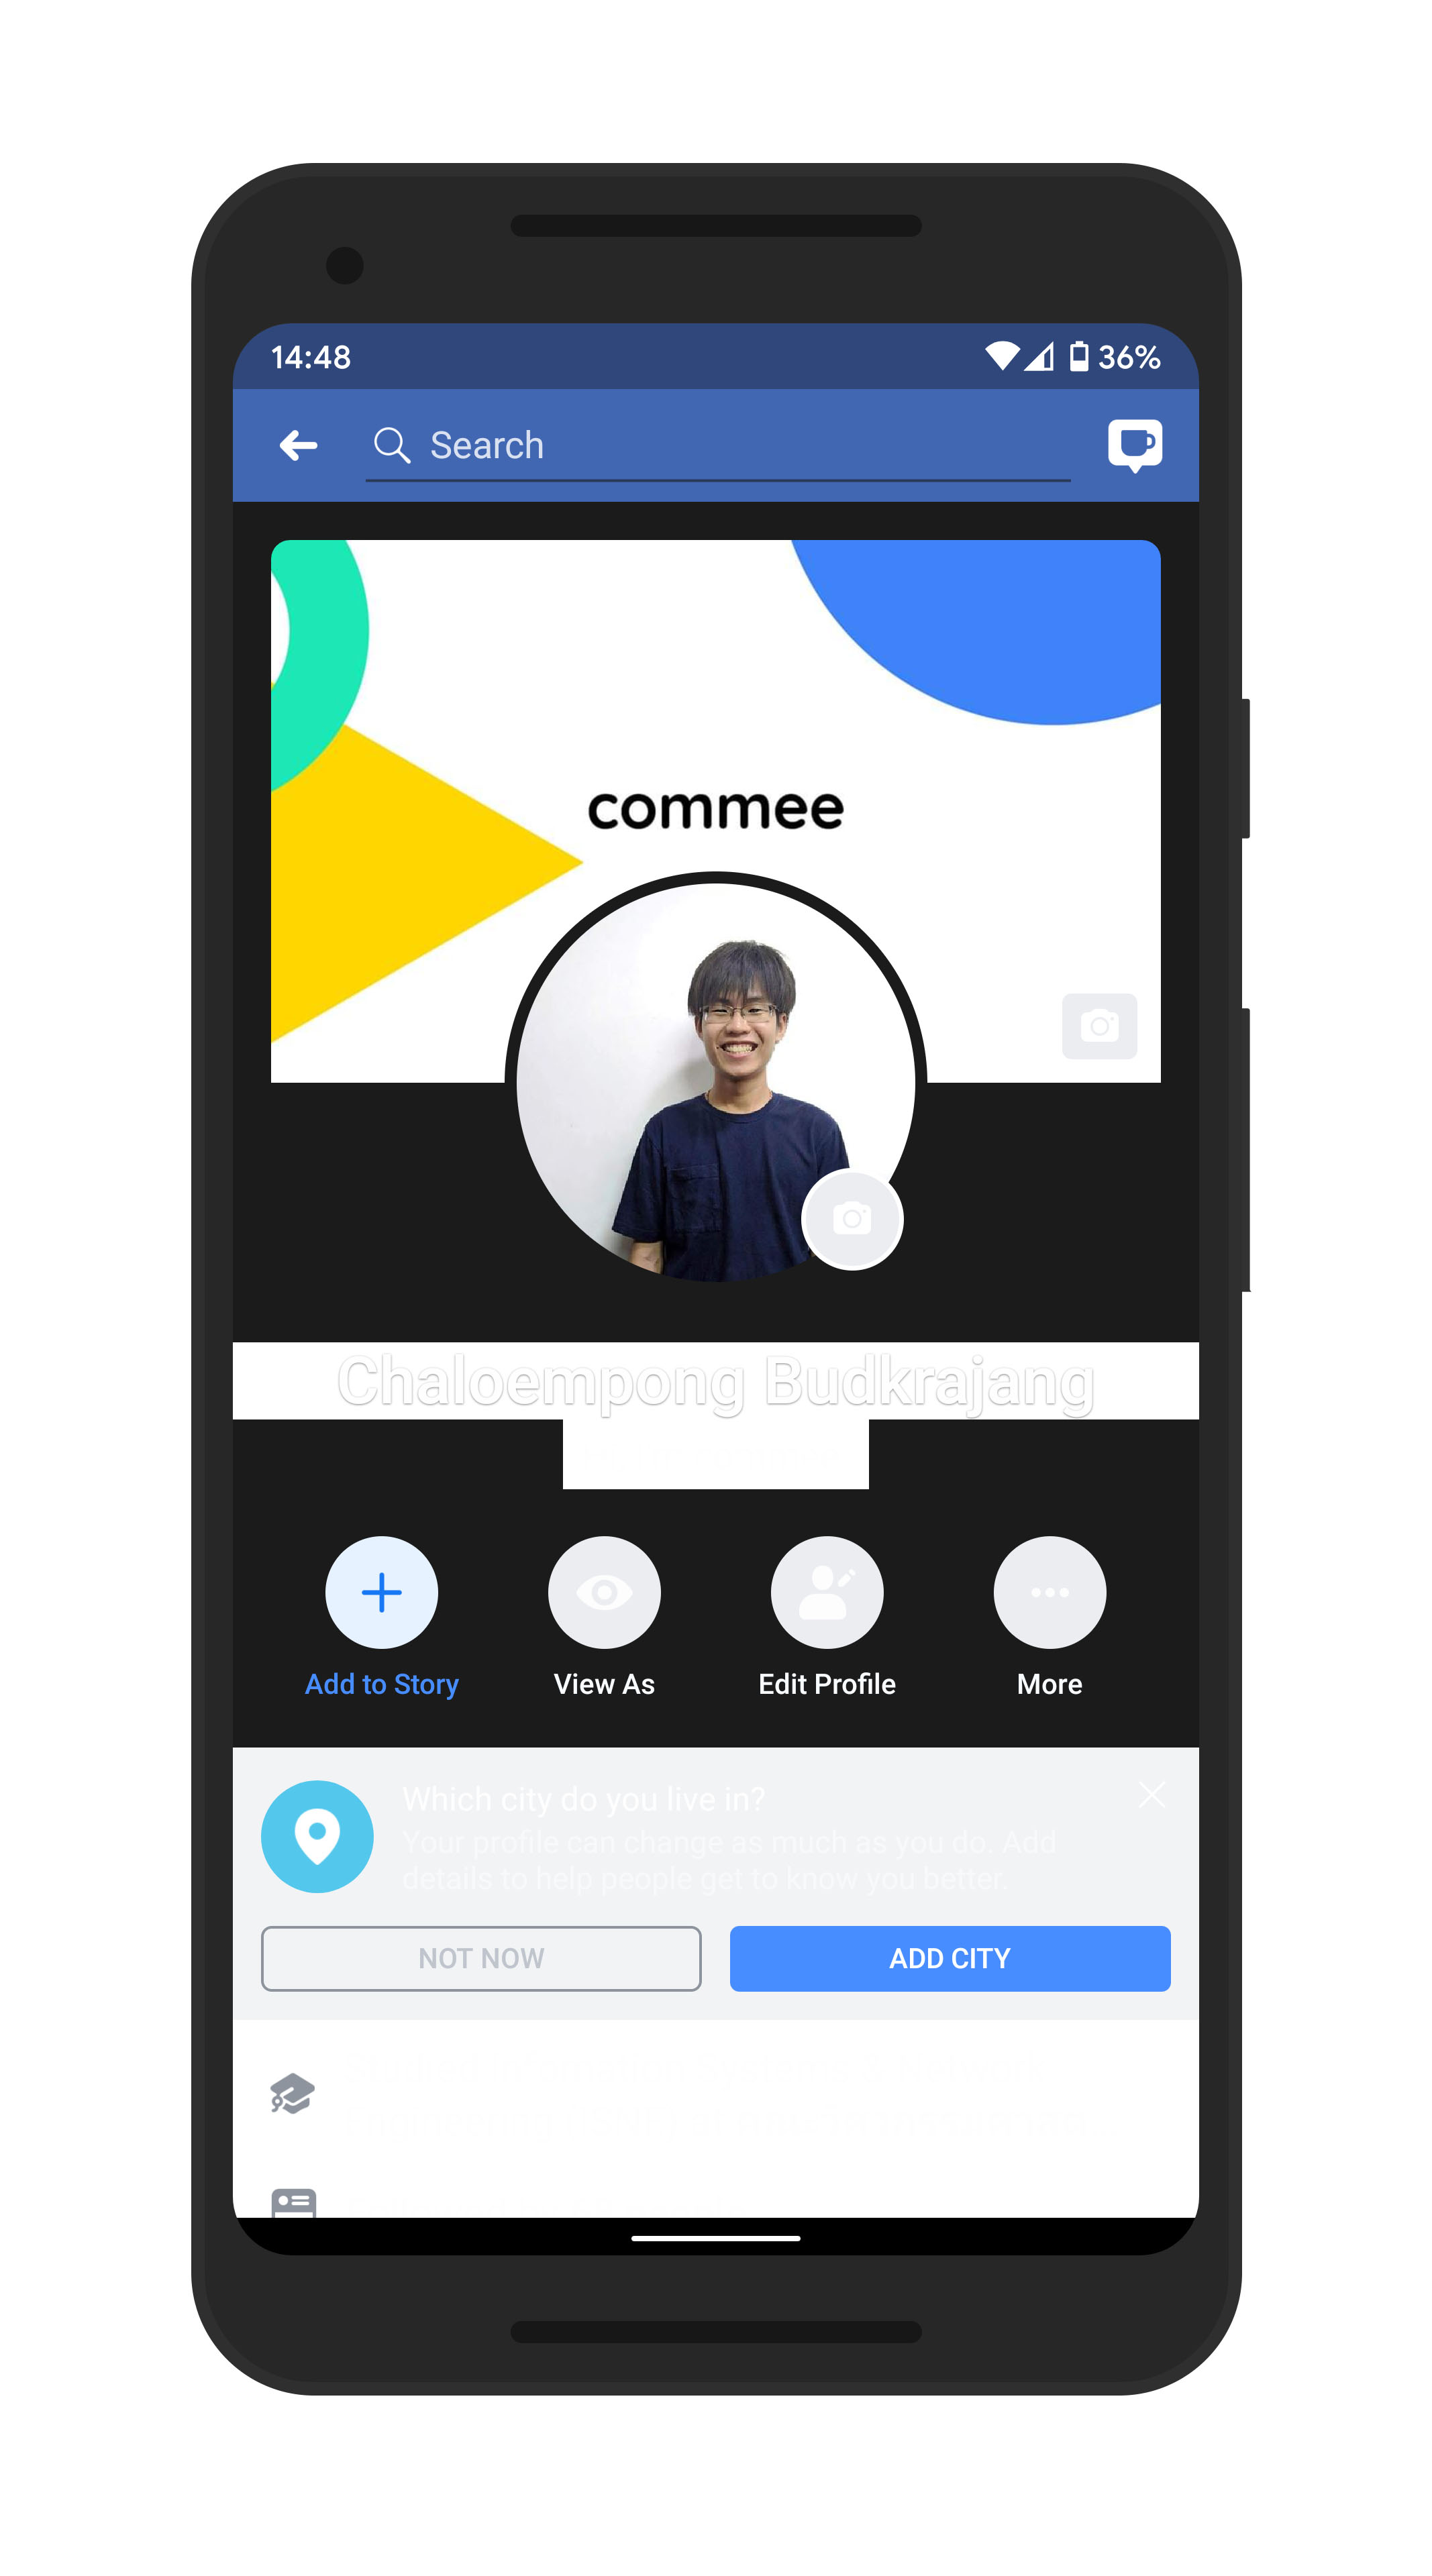 14:48
36%
Search
commee
Chaloempong Budkrajang
Add to Story
View As
Edit Profile
More
Which city do you live in?
Your profile can change as much as you do. Add
details to help people get to know you better.
NOT NOW
ADD CITY